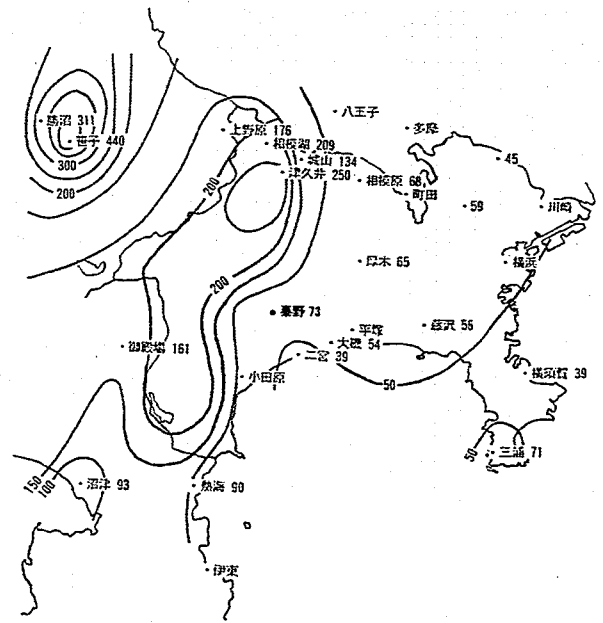 八王子
多摩
勝沼 311
上野原 176
笹子 440
相模湖 209
城山 134
45
300
津久井 250
相模原 68
200
200
町田
59
川崎
厚木 65
横浜
200
秦野 73
平塚
藤沢 56
御殿場 161
大磯 54
二宮 39
小田原
50
横須賀 39
50
三浦 71
150
100
沼津 93
熱海 90
伊東